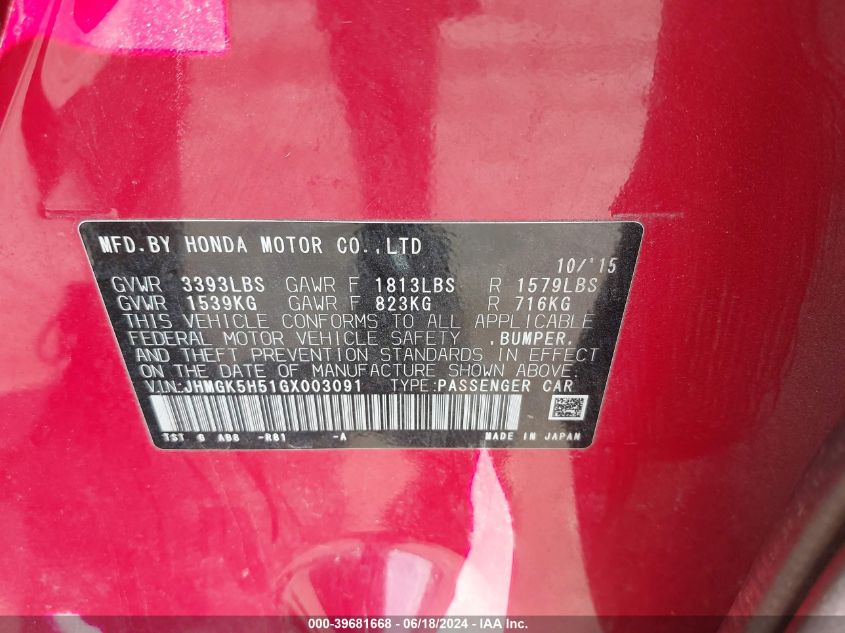 MFD.BY HONDA MOTOR CO.,LTD
10/'15
GVWR 3393LBS GAWR F 1813LBS R 1579LBS
GVWR 1539KG GAWR F 823KG R 716KG
THIS VEHICLE CONFORMS TO ALL APPLICABLE
FEDERAL MOTOR VEHICLE SAFETY ,BUMPER,
AND THEFT PREVENTION STANDARDS IN EFFECT
ON THE DATE OF MANUFACTURE SHOWN ABOVE.
V.I.N:JHMGK5H51GX003091 TYPE:PASSENGER CAR
-R81 -A MADE IN JAPAN
000-39681668 - 06/18/2024 - IAA Inc.